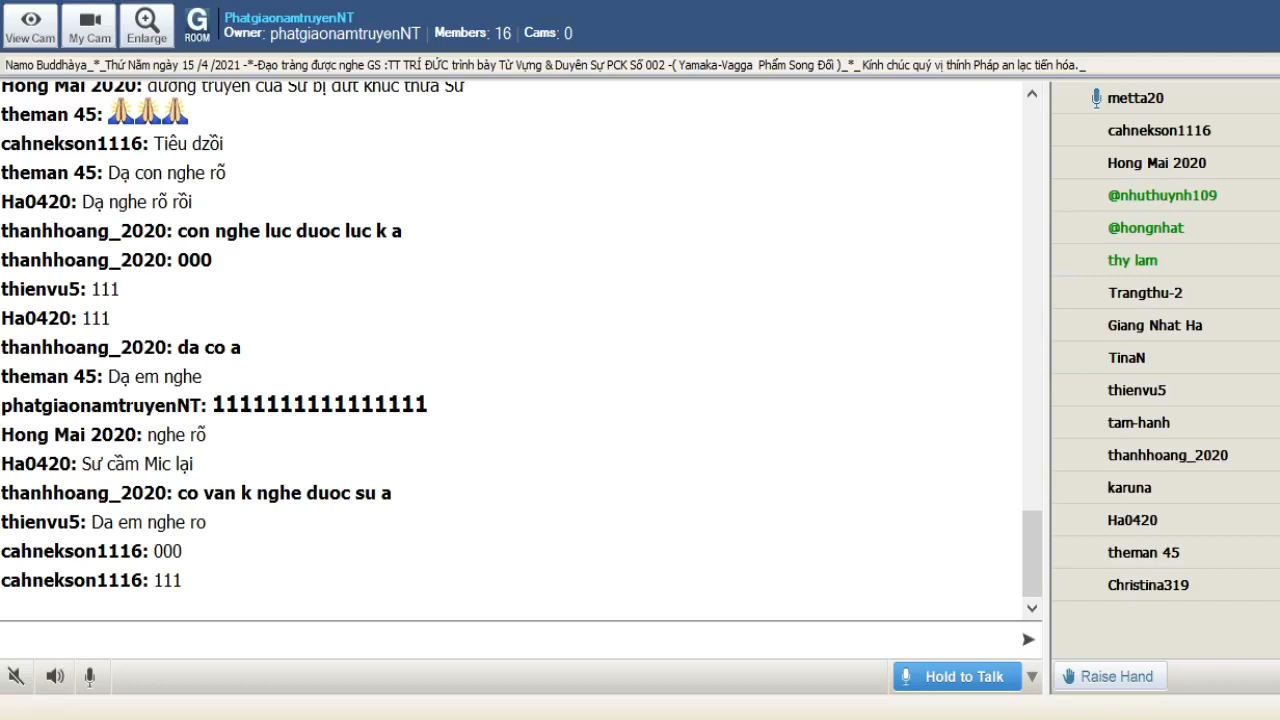 View Cam
My Cam
Enlarge
G
ROOM
PhatgiaonamtruyenNT
Owner: phatgiaonamtruyenNT | Members: 16 | Cams: 0
Namo Buddhàya_*_Thứ Năm ngày 15 /4 /2021 -*-Đạo tràng được nghe GS :TT TRÍ ĐỨC trình bày Từ Vựng & Duyên Sự PCK Số 002 -( Yamaka-Vagga Phẩm Song Đối )_*_ Kính chúc quý vị thính Pháp an lạc tiến hóa._
Hong Mai 2020: đường truyền của Sư bị đứt khúc thưa Sư
theman 45:
cahnekson1116: Tiêu dzồi
theman 45: Dạ con nghe rõ
Ha0420: Dạ nghe rõ rồi
thanhhoang_2020: con nghe luc duoc luc k a
thanhhoang_2020: 000
thienvu5: 111
Ha0420: 111
thanhhoang_2020: da co a
theman 45: Dạ em nghe
phatgiaonamtruyenNT: 1111111111111111
Hong Mai 2020: nghe rõ
Ha0420: Sư cầm Mic lại
thanhhoang_2020: co van k nghe duoc su a
thienvu5: Da em nghe ro
cahnekson1116: 000
cahnekson1116: 111
metta20
cahnekson1116
Hong Mai 2020
@nhuthuynh109
@hongnhat
thy lam
Trangthu-2
Giang Nhat Ha
TinaN
thienvu5
tam-hanh
thanhhoang_2020
karuna
Ha0420
theman 45
Christina319
Hold to Talk
Raise Hand